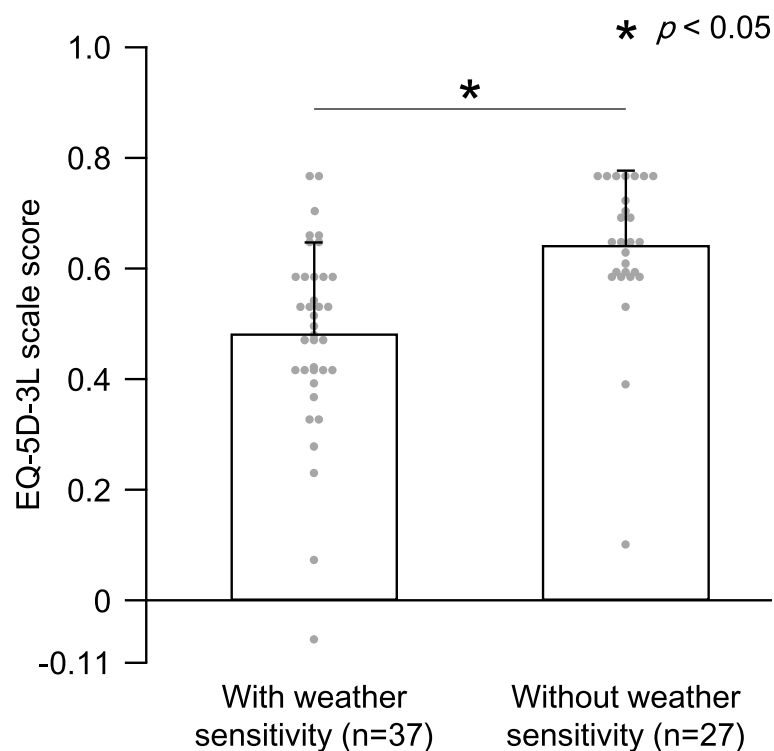 * p < 0.05
1.0
*
0.8
0.6
0.4
0.2
0
-0.11
EQ-5D-3L scale score
With weather
sensitivity (n=37)
Without weather
sensitivity (n=27)